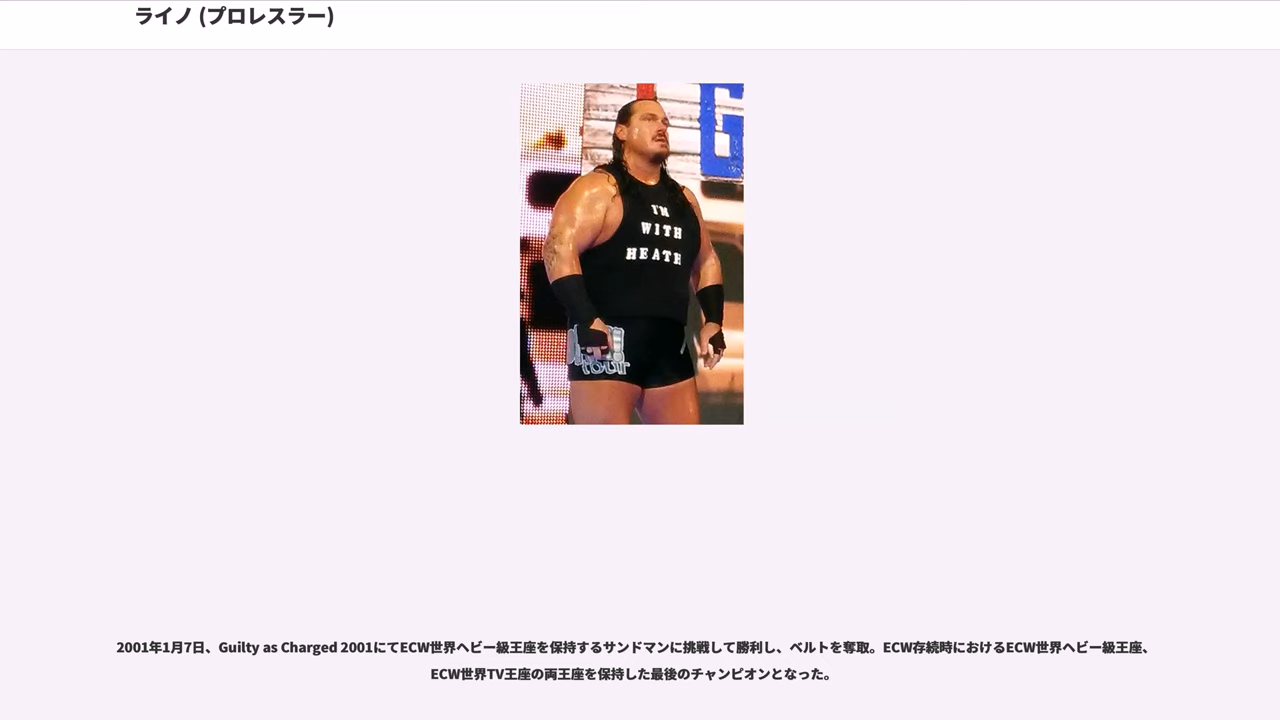 ライノ (プロレスラー)
G
I'M
WITH
HEATH
tour
2001年1月7日、Guilty as Charged 2001にてECW世界ヘビー級王座を保持するサンドマンに挑戦して勝利し、ベルトを奪取。ECW存続時におけるECW世界ヘビー級王座、
ECW世界TV王座の両王座を保持した最後のチャンピオンとなった。